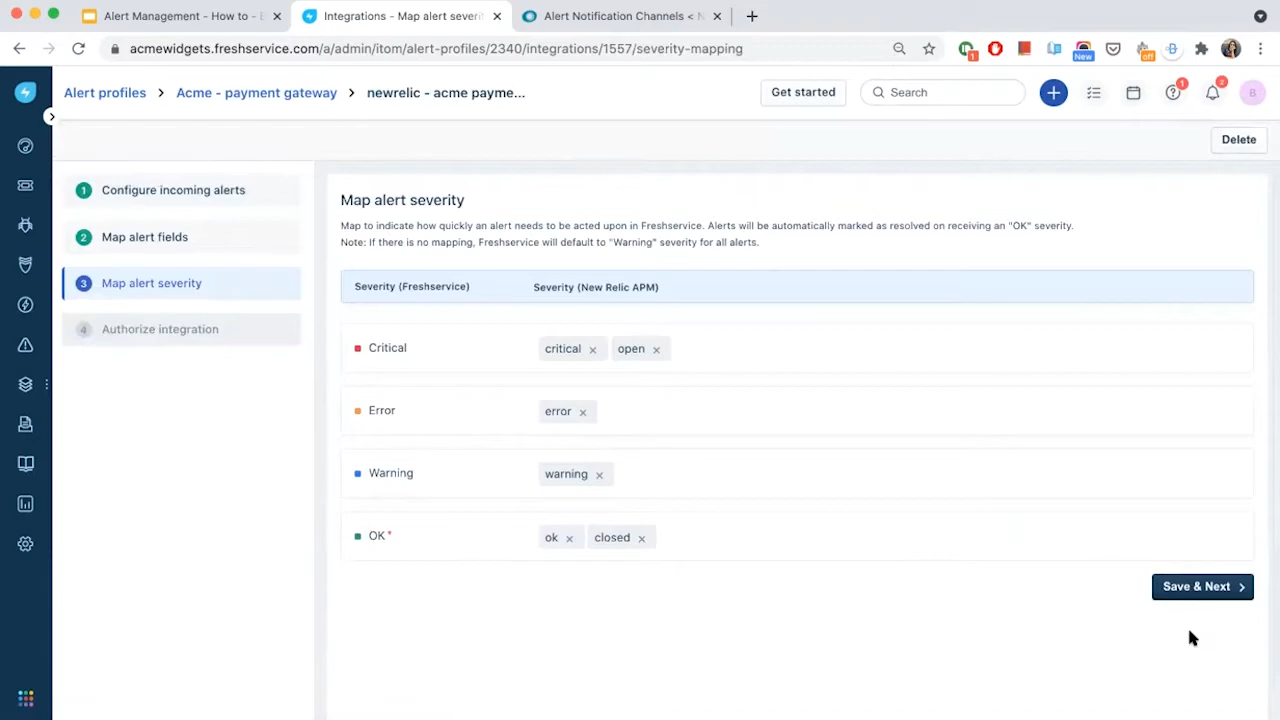 Alert Management - How to - E
Integrations - Map alert severi
Alert Notification Channels < N
acmewidgets.freshservice.com/a/admin/itom/alert-profiles/2340/integrations/1557/severity-mapping
1
New
off
Alert profiles > Acme - payment gateway > newrelic - acme payme...
Get started
Search
1
2
B
Delete
1 Configure incoming alerts
2 Map alert fields
3 Map alert severity
4 Authorize integration
Map alert severity
Map to indicate how quickly an alert needs to be acted upon in Freshservice. Alerts will be automatically marked as resolved on receiving an "OK" severity.
Note: If there is no mapping, Freshservice will default to "Warning" severity for all alerts.
Severity (Freshservice) Severity (New Relic APM)
Critical critical × open ×
Error error ×
Warning warning ×
OK* ok × closed ×
Save & Next >